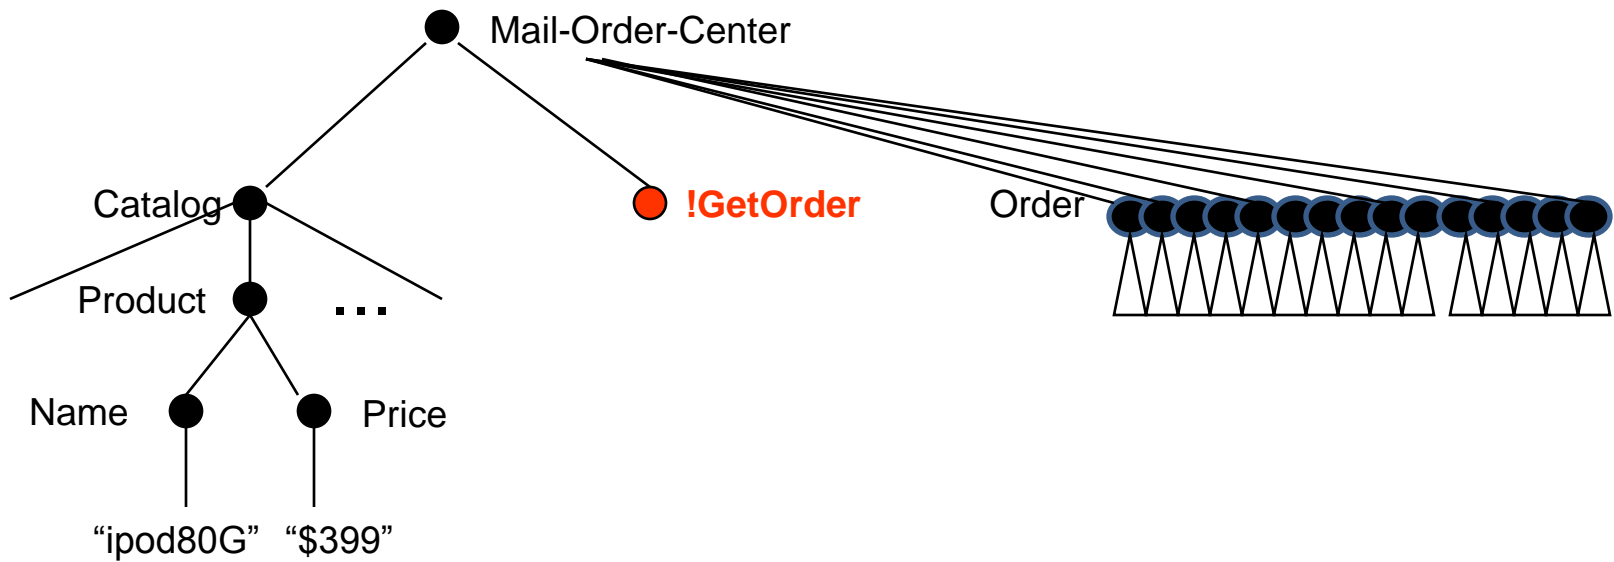 Mail-Order-Center
Catalog
!GetOrder
Order
Product
...
Name
Price
“ipod80G”
“$399”